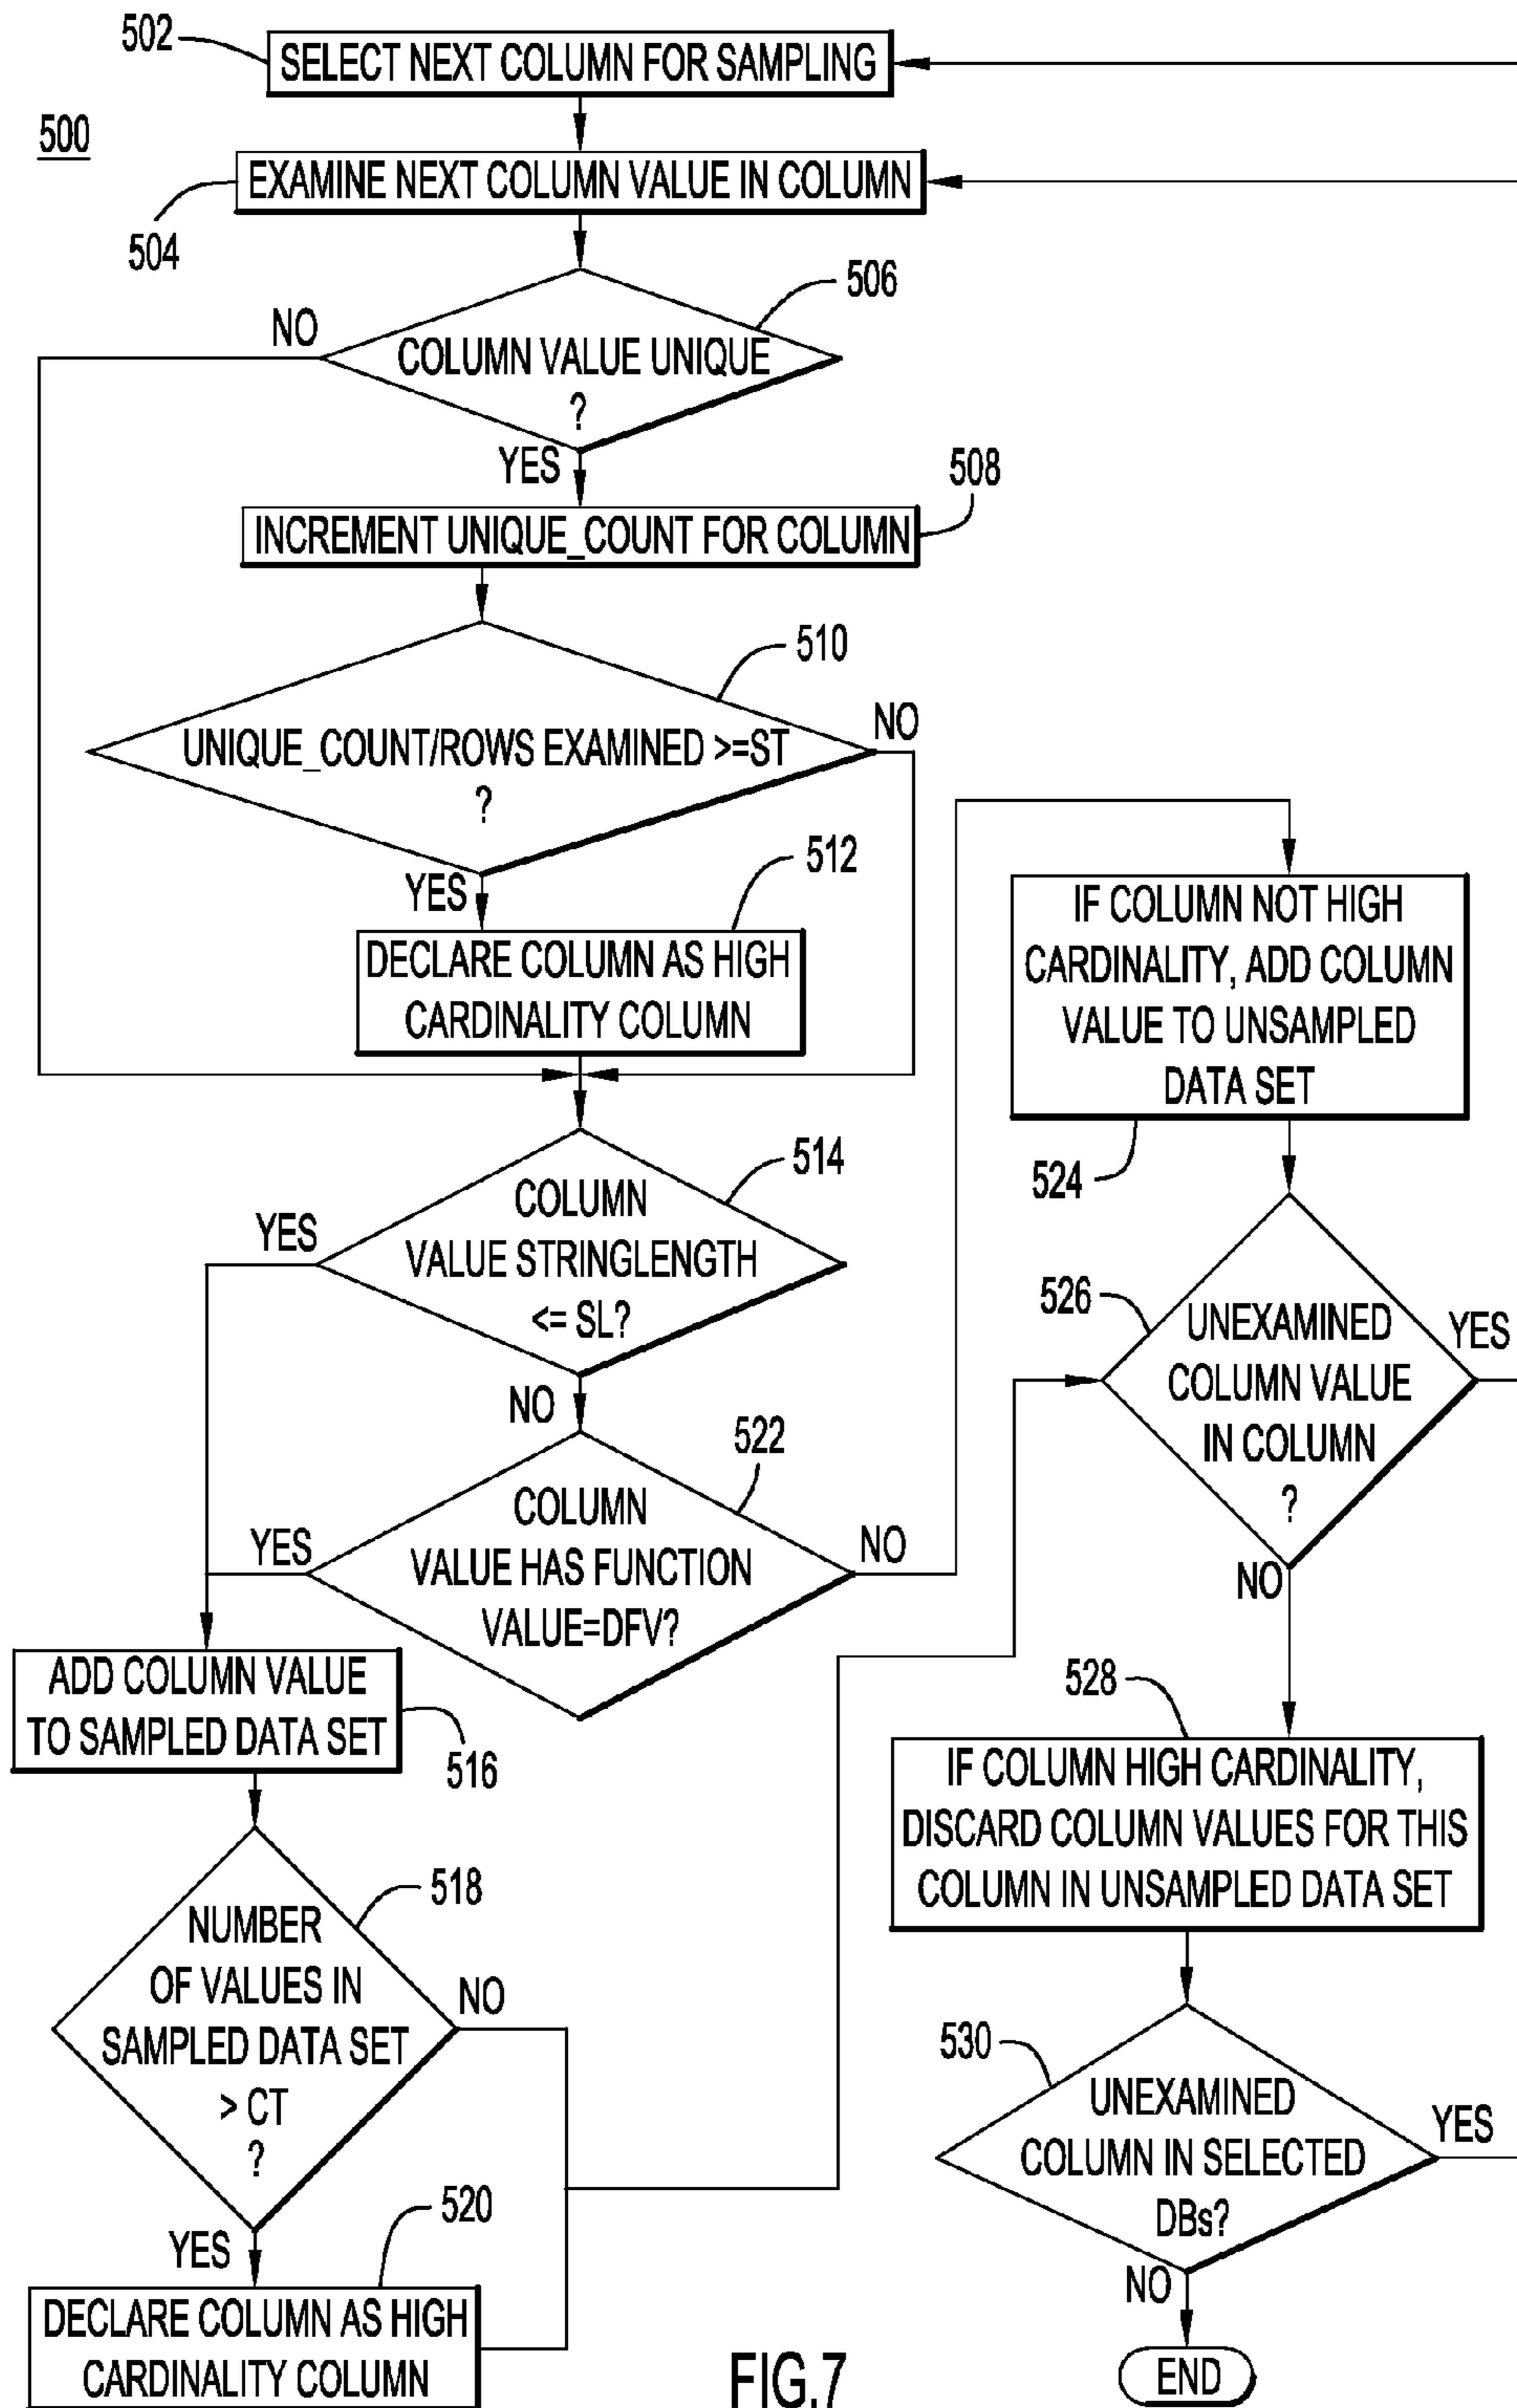 502
SELECT NEXT COLUMN FOR SAMPLING
500
EXAMINE NEXT COLUMN VALUE IN COLUMN
504
506
NO
COLUMN VALUE UNIQUE
?
YES
508
INCREMENT UNIQUE_COUNT FOR COLUMN
510
NO
UNIQUE_COUNT/ROWS EXAMINED >=ST
?
YES
512
DECLARE COLUMN AS HIGH
CARDINALITY COLUMN
514
YES
COLUMN
VALUE STRINGLENGTH
<= SL?
NO
522
COLUMN
YES
NO
VALUE HAS FUNCTION
VALUE=DFV?
ADD COLUMN VALUE
TO SAMPLED DATA SET
516
518
NUMBER
OF VALUES IN
NO
SAMPLED DATA SET
> CT
?
YES
520
DECLARE COLUMN AS HIGH
CARDINALITY COLUMN
IF COLUMN NOT HIGH
CARDINALITY, ADD COLUMN
VALUE TO UNSAMPLED
DATA SET
524
526
UNEXAMINED
YES
COLUMN VALUE
IN COLUMN
?
NO
528
IF COLUMN HIGH CARDINALITY,
DISCARD COLUMN VALUES FOR THIS
COLUMN IN UNSAMPLED DATA SET
530
UNEXAMINED
YES
COLUMN IN SELECTED
DBs?
NO
END
FIG.7